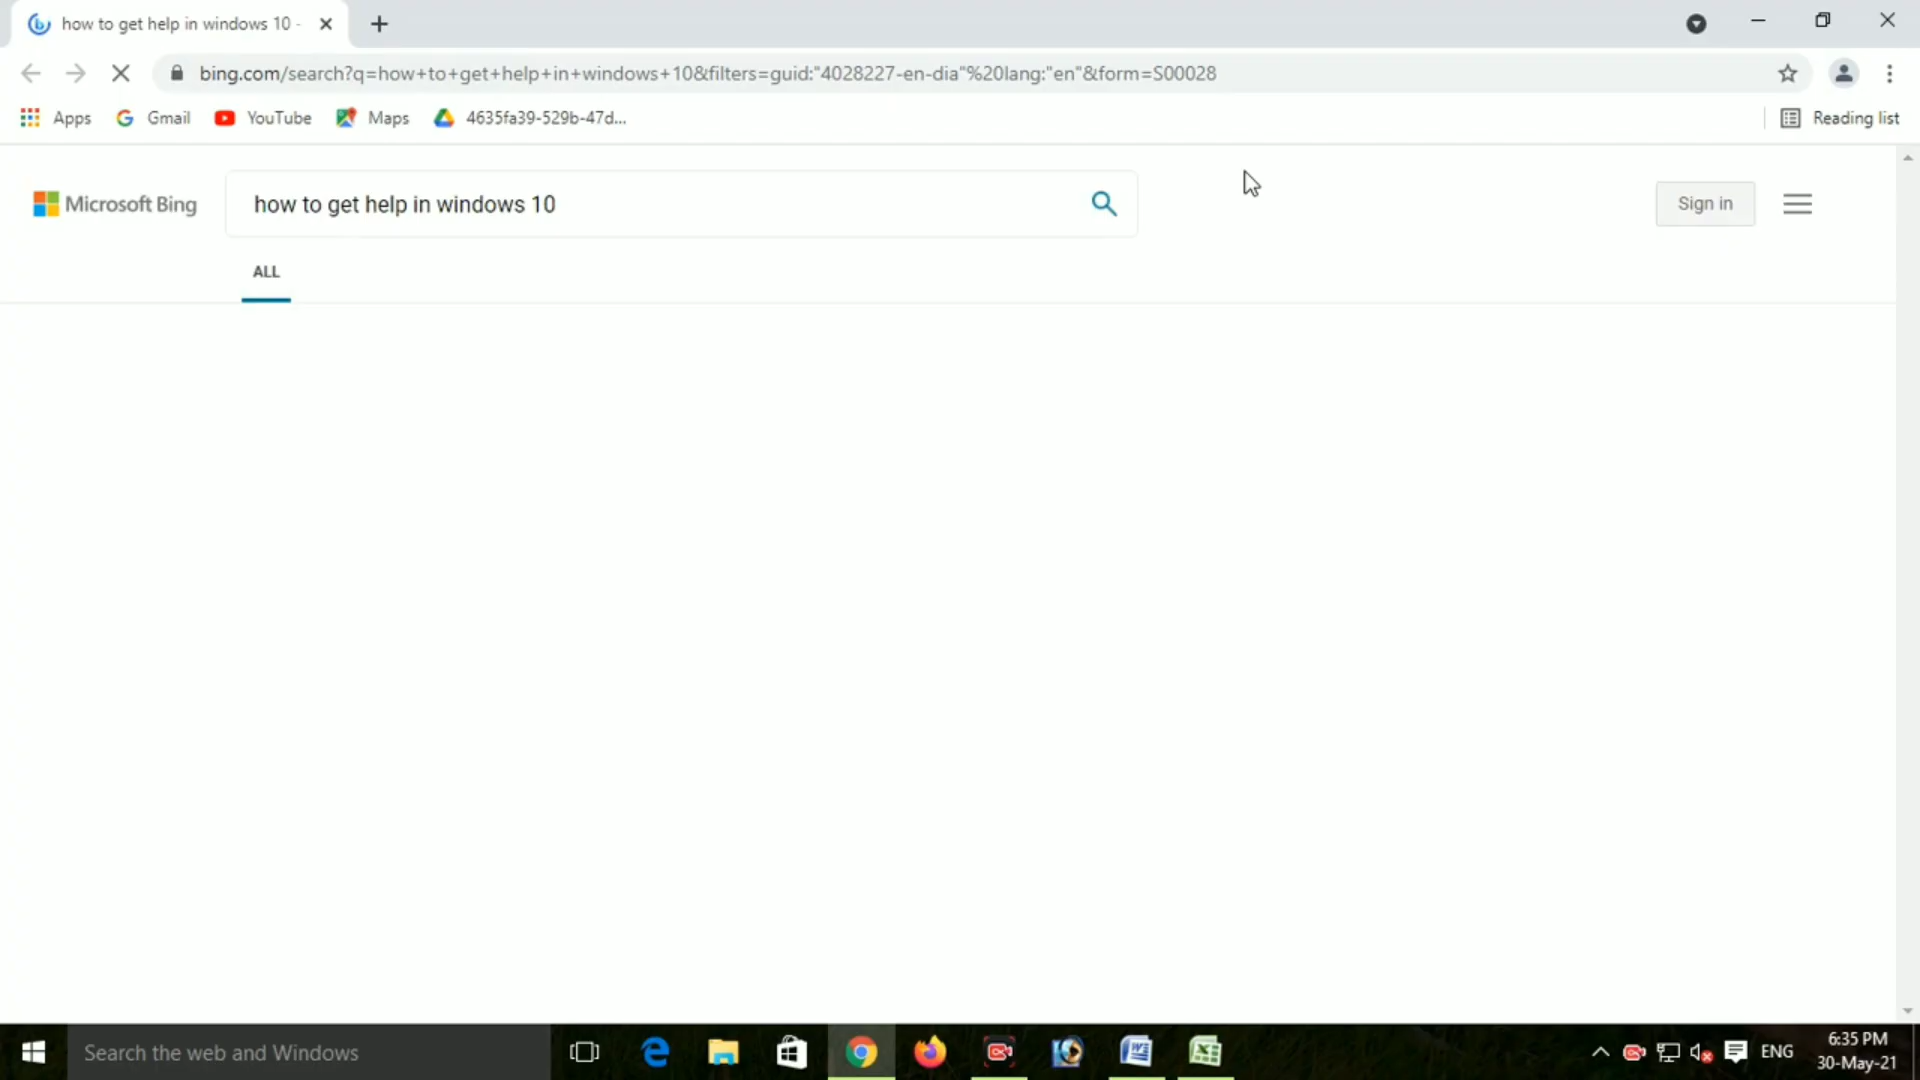 how to get help in windows 10 -
bing.com/search?q=how+to+get+help+in+windows+10&filters=guid:"4028227-en-dia"%20lang:"en"&form=S00028
Apps Gmail YouTube Maps 4635fa39-529b-47d... Reading list
Microsoft Bing how to get help in windows 10 Sign in
ALL
Search the web and Windows ENG 6:35 PM
30-May-21